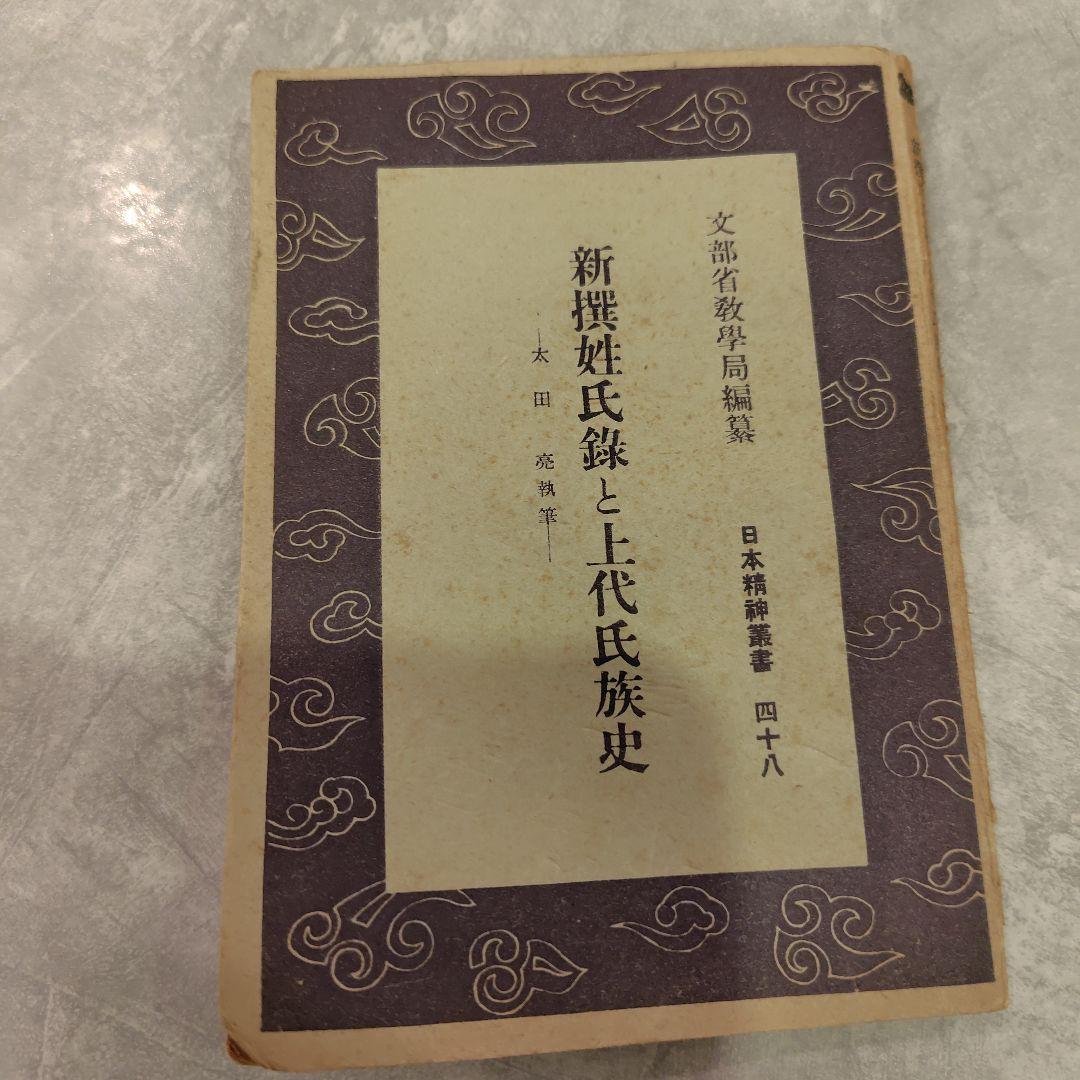 文部省教學局編纂
日本精神叢書 四十八
新撰姓氏錄と上代氏族史
―太田 亮執筆―